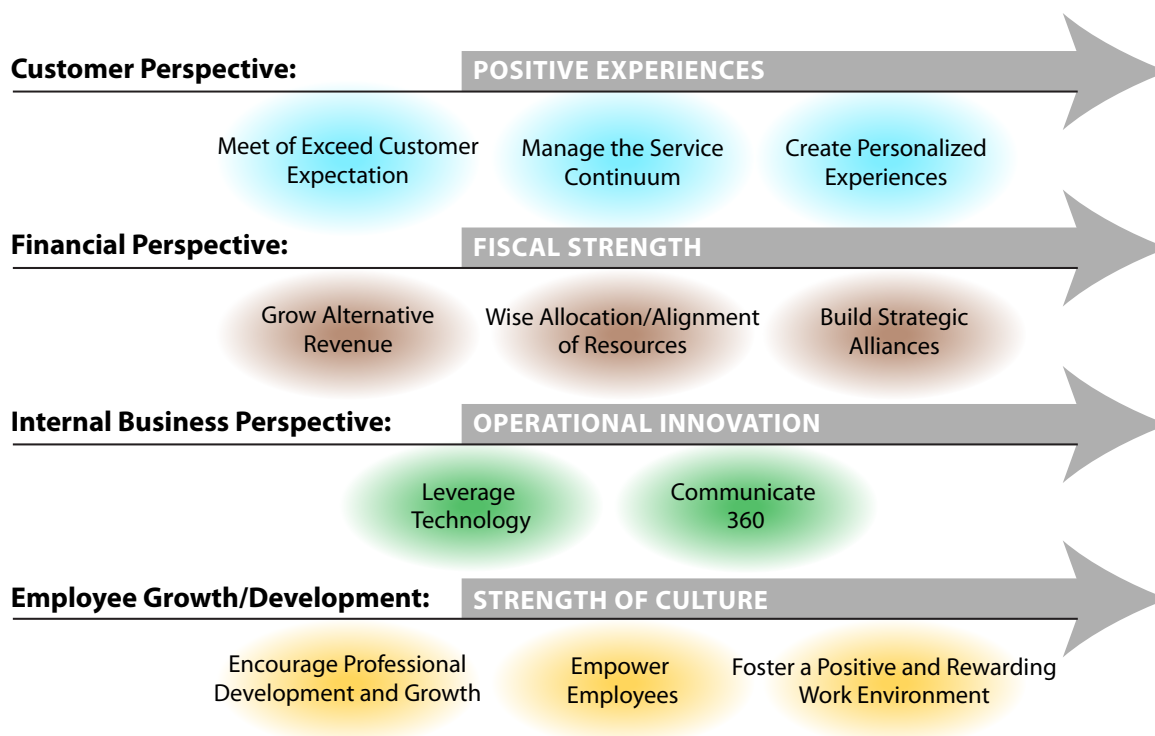 Customer Perspective: POSITIVE EXPERIENCES
Meet of Exceed Customer
Expectation
Manage the Service
Continuum
Create Personalized
Experiences
Financial Perspective: FISCAL STRENGTH
Grow Alternative
Revenue
Wise Allocation/Alignment
of Resources
Build Strategic
Alliances
Internal Business Perspective: OPERATIONAL INNOVATION
Leverage
Technology
Communicate
360
Employee Growth/Development: STRENGTH OF CULTURE
Encourage Professional
Development and Growth
Empower
Employees
Foster a Positive and Rewarding
Work Environment